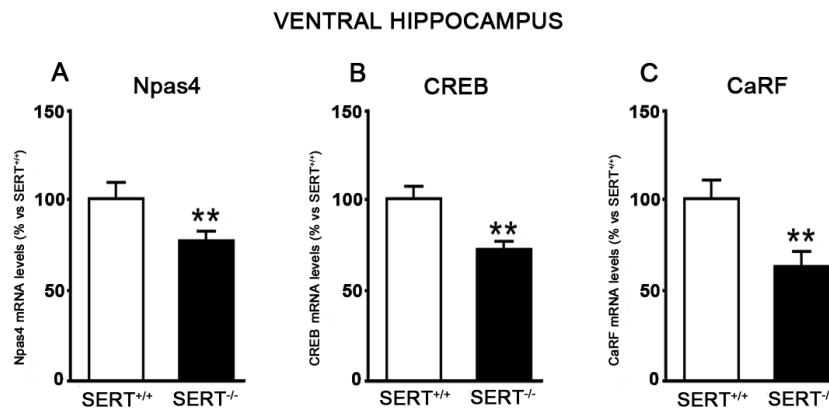 VENTRAL HIPPOCAMPUS
A
Npas4
Npas4 mRNA levels (% vs SERT+/+)
150
100
50
0
**
SERT+/+ SERT-/-
B
CREB
CREB mRNA levels (% vs SERT+/+)
150
100
50
0
**
SERT+/+ SERT-/-
C
CaRF
CaRF mRNA levels (% vs SERT+/+)
150
100
50
0
**
SERT+/+ SERT-/